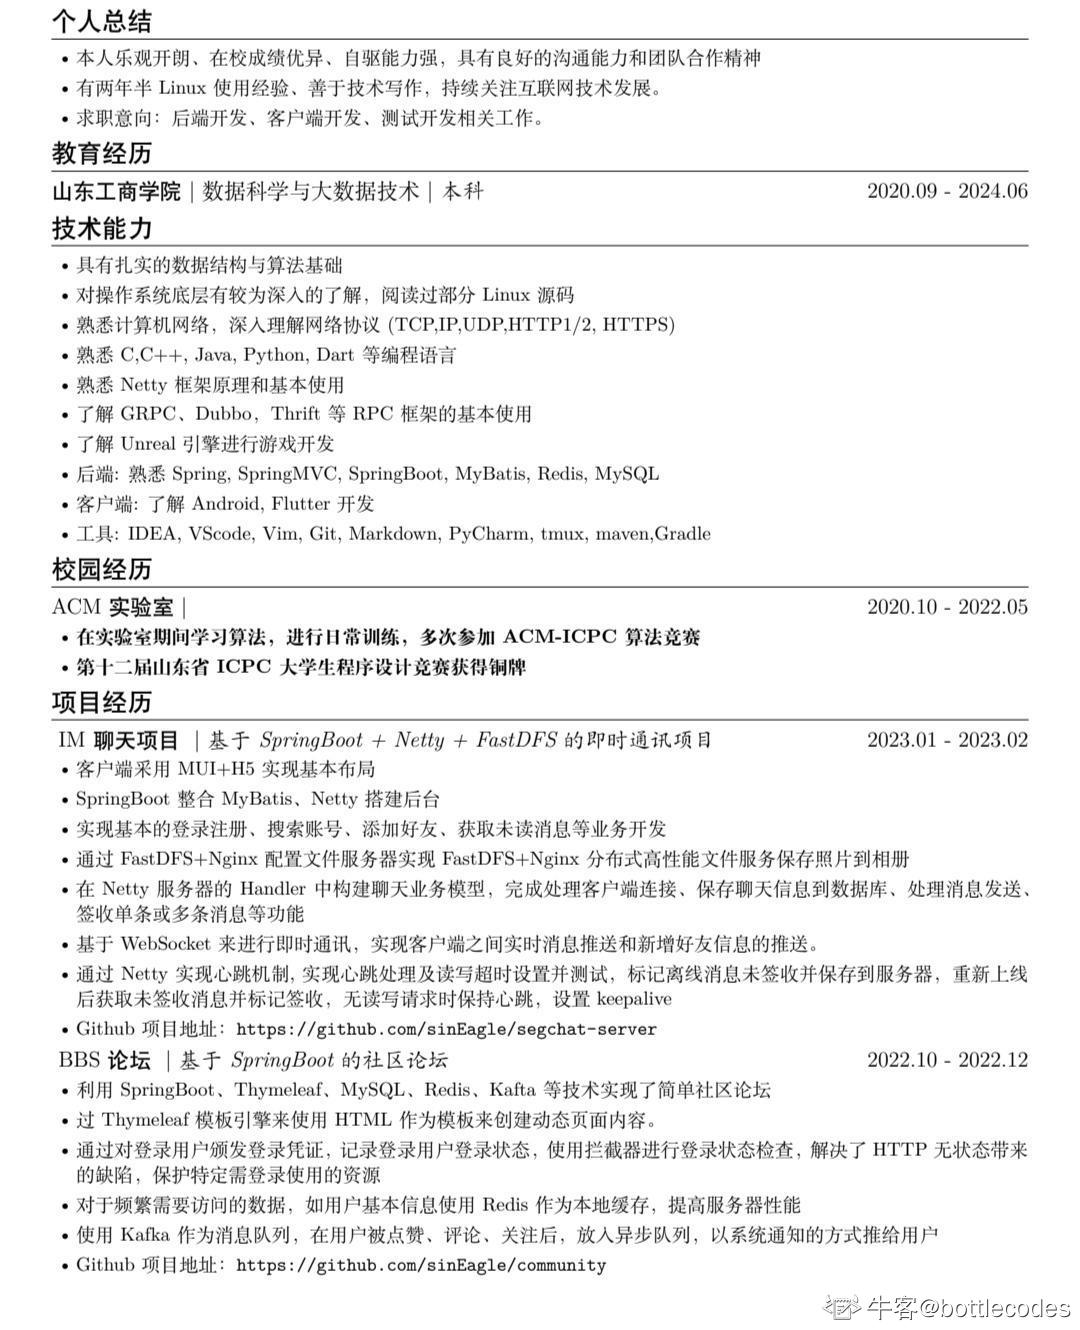 个人总结
• 本人乐观开朗、在校成绩优异、自驱能力强，具有良好的沟通能力和团队合作精神
• 有两年半 Linux 使用经验、善于技术写作，持续关注互联网技术发展。
• 求职意向：后端开发、客户端开发、测试开发相关工作。
教育经历
山东工商学院 | 数据科学与大数据技术 | 本科 2020.09 - 2024.06
技术能力
• 具有扎实的数据结构与算法基础
• 对操作系统底层有较为深入的了解，阅读过部分 Linux 源码
• 熟悉计算机网络，深入理解网络协议 (TCP,IP,UDP,HTTP1/2, HTTPS)
• 熟悉 C,C++, Java, Python, Dart 等编程语言
• 熟悉 Netty 框架原理和基本使用
• 了解 GRPC、Dubbo，Thrift 等 RPC 框架的基本使用
• 了解 Unreal 引擎进行游戏开发
• 后端: 熟悉 Spring, SpringMVC, SpringBoot, MyBatis, Redis, MySQL
• 客户端: 了解 Android, Flutter 开发
• 工具: IDEA, VScode, Vim, Git, Markdown, PyCharm, tmux, maven,Gradle
校园经历
ACM 实验室 | 2020.10 - 2022.05
• 在实验室期间学习算法，进行日常训练，多次参加 ACM-ICPC 算法竞赛
• 第十二届山东省 ICPC 大学生程序设计竞赛获得铜牌
项目经历
IM 聊天项目 | 基于 SpringBoot + Netty + FastDFS 的即时通讯项目 2023.01 - 2023.02
• 客户端采用 MUI+H5 实现基本布局
• SpringBoot 整合 MyBatis、Netty 搭建后台
• 实现基本的登录注册、搜索账号、添加好友、获取未读消息等业务开发
• 通过 FastDFS+Nginx 配置文件服务器实现 FastDFS+Nginx 分布式高性能文件服务保存照片到相册
• 在 Netty 服务器的 Handler 中构建聊天业务模型，完成处理客户端连接、保存聊天信息到数据库、处理消息发送、
签收单条或多条消息等功能
• 基于 WebSocket 来进行即时通讯，实现客户端之间实时消息推送和新增好友信息的推送。
• 通过 Netty 实现心跳机制, 实现心跳处理及读写超时设置并测试，标记离线消息未签收并保存到服务器，重新上线
后获取未签收消息并标记签收，无读写请求时保持心跳，设置 keepalive
• Github 项目地址：https://github.com/sinEagle/segchat-server
BBS 论坛 | 基于 SpringBoot 的社区论坛 2022.10 - 2022.12
• 利用 SpringBoot、Thymeleaf、MySQL、Redis、Kafta 等技术实现了简单社区论坛
• 过 Thymeleaf 模板引擎来使用 HTML 作为模板来创建动态页面内容。
• 通过对登录用户颁发登录凭证，记录登录用户登录状态，使用拦截器进行登录状态检查，解决了 HTTP 无状态带来
的缺陷，保护特定需登录使用的资源
• 对于频繁需要访问的数据，如用户基本信息使用 Redis 作为本地缓存，提高服务器性能
• 使用 Kafka 作为消息队列，在用户被点赞、评论、关注后，放入异步队列，以系统通知的方式推给用户
• Github 项目地址：https://github.com/sinEagle/community
牛客@bottlecodes